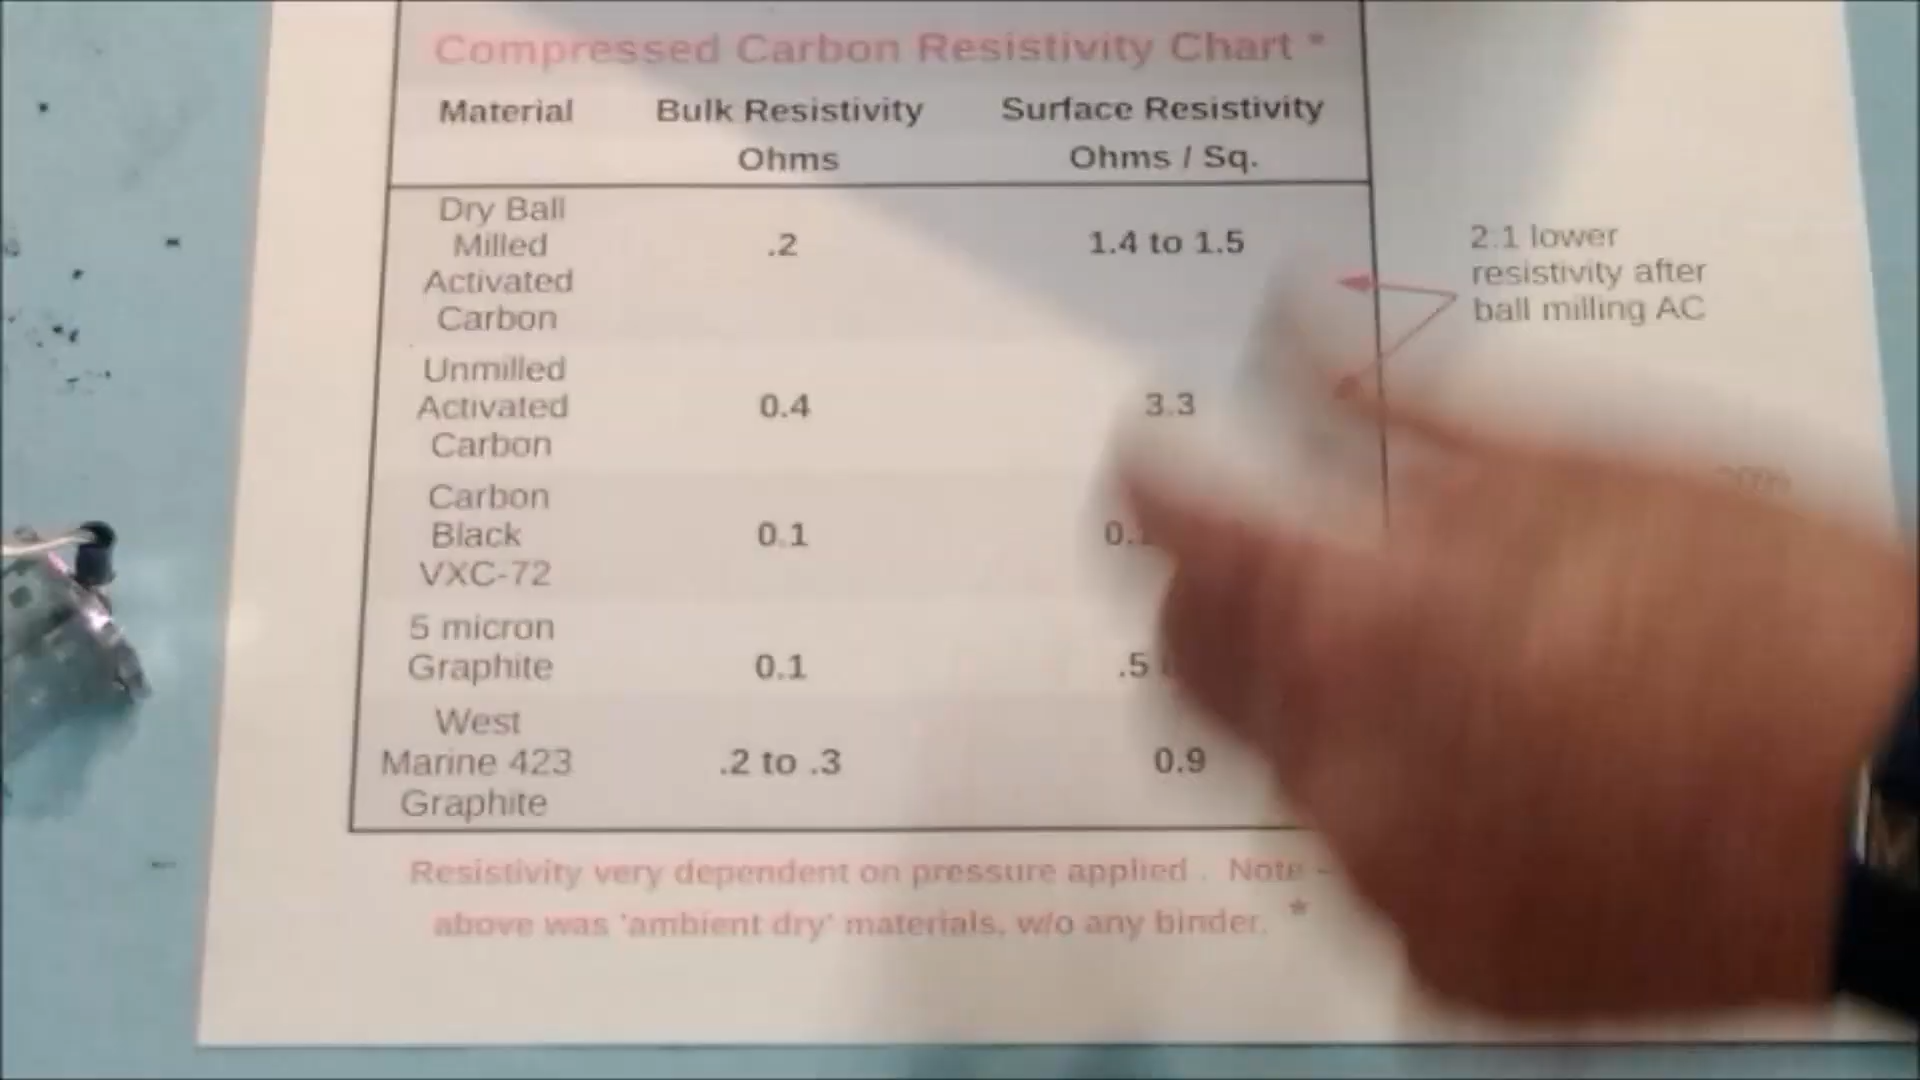 Compressed Carbon Resistivity Chart *
Material Bulk Resistivity Surface Resistivity
Ohms Ohms / Sq.
Dry Ball
Milled .2 1.4 to 1.5
Activated
Carbon
2:1 lower
resistivity after
ball milling AC
Unmilled
Activated 0.4 3.3
Carbon
Carbon
Black 0.1
VXC-72
5 micron
Graphite 0.1 .5
West
Marine 423 .2 to .3 0.9
Graphite
Resistivity very dependent on pressure applied . Note -
above was 'ambient dry' materials, w/o any binder. *